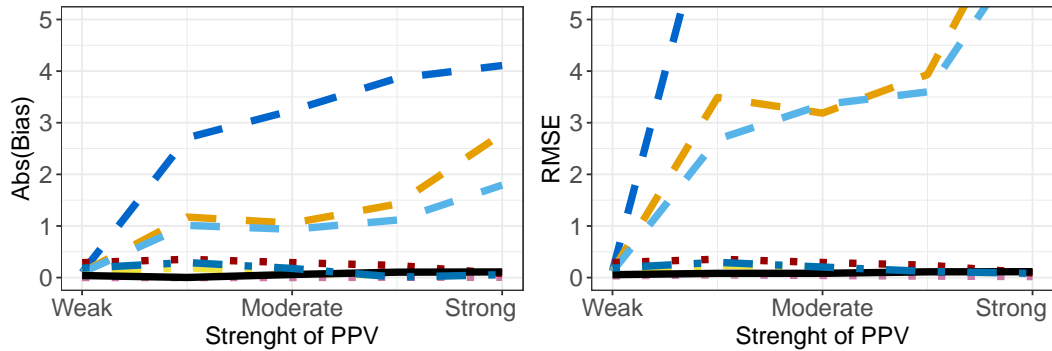 5
4
3
2
1
0
Abs(Bias)
Weak
Moderate
Strong
Strenght of PPV
5
4
3
2
1
0
RMSE
Weak
Moderate
Strong
Strenght of PPV